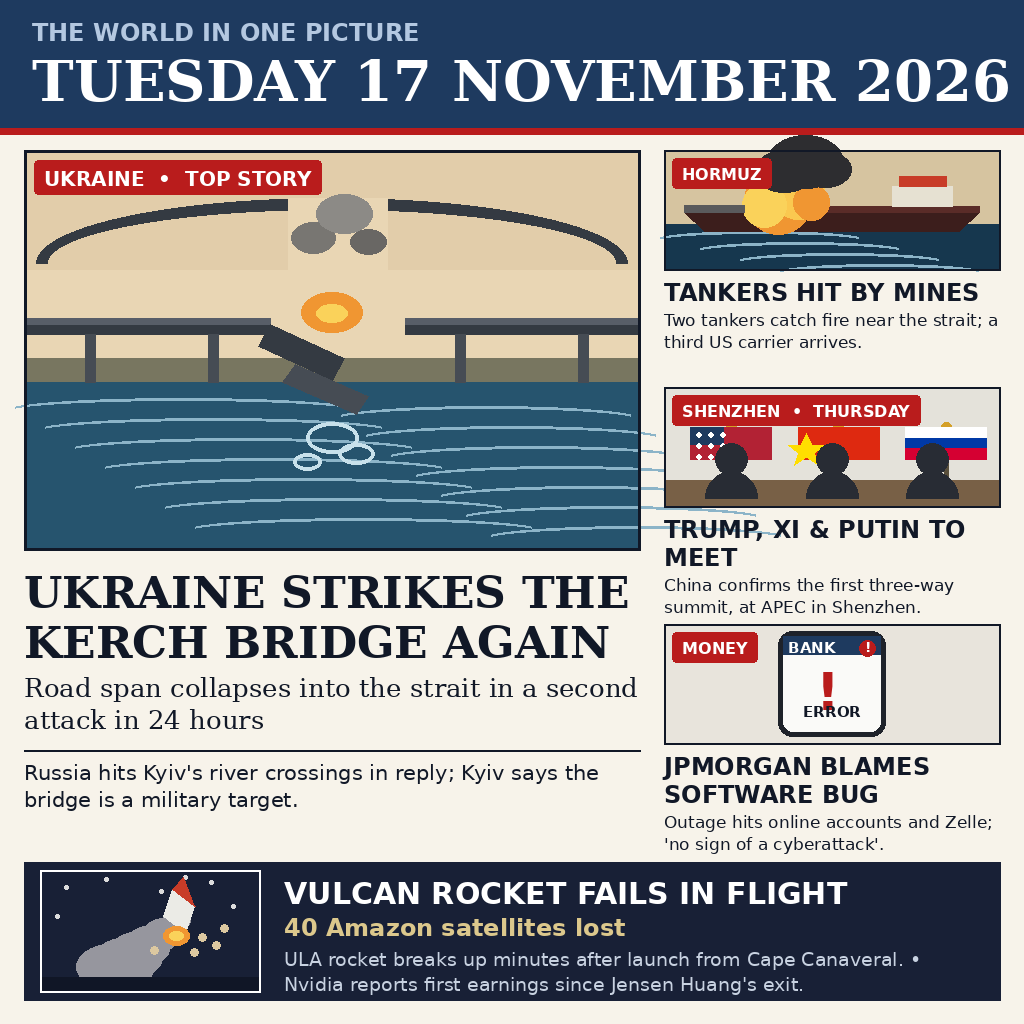 THE WORLD IN ONE PICTURE
TUESDAY 17 NOVEMBER 2026
UKRAINE • TOP STORY
UKRAINE STRIKES THE
KERCH BRIDGE AGAIN
Road span collapses into the strait in a second
attack in 24 hours
Russia hits Kyiv's river crossings in reply; Kyiv says the
bridge is a military target.
HORMUZ
TANKERS HIT BY MINES
Two tankers catch fire near the strait; a
third US carrier arrives.
SHENZHEN • THURSDAY
TRUMP, XI & PUTIN TO
MEET
China confirms the first three-way
summit, at APEC in Shenzhen.
MONEY
BANK !
!
ERROR
JPMORGAN BLAMES
SOFTWARE BUG
Outage hits online accounts and Zelle;
'no sign of a cyberattack'.
VULCAN ROCKET FAILS IN FLIGHT
40 Amazon satellites lost
ULA rocket breaks up minutes after launch from Cape Canaveral. •
Nvidia reports first earnings since Jensen Huang's exit.